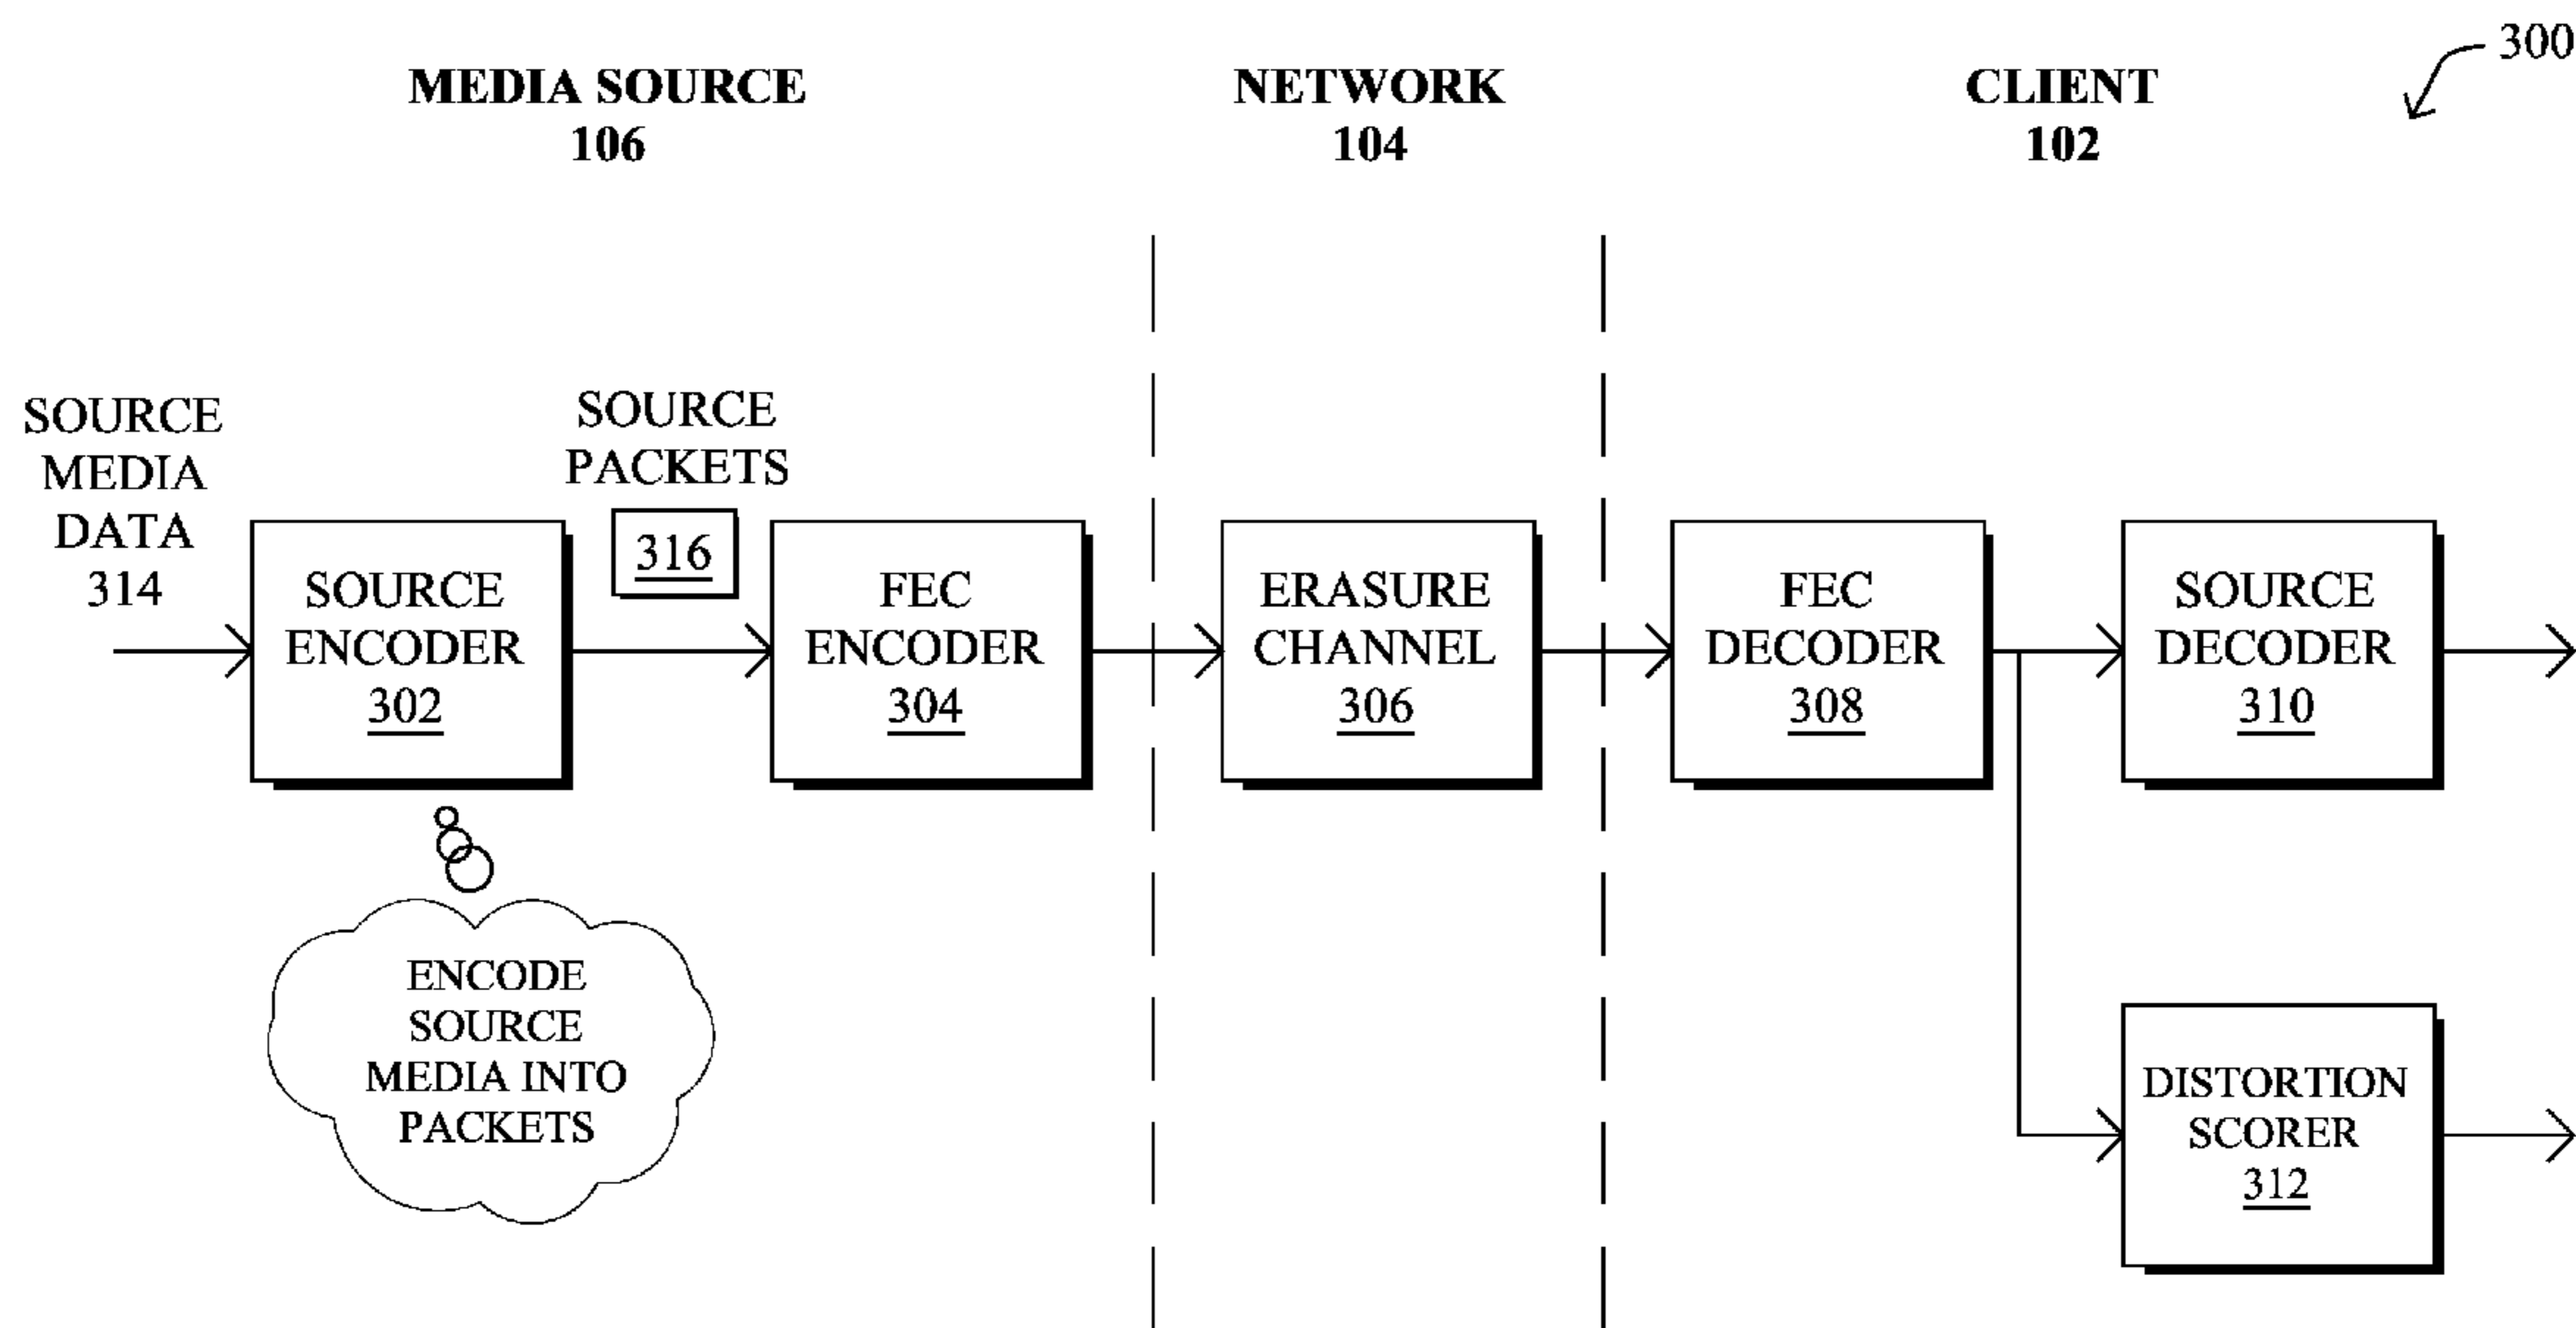 300
MEDIA SOURCE
106
NETWORK
104
CLIENT
102
SOURCE
MEDIA
DATA
314
SOURCE
PACKETS
316
SOURCE
ENCODER
302
FEC
ENCODER
304
ERASURE
CHANNEL
306
FEC
DECODER
308
SOURCE
DECODER
310
ENCODE
SOURCE
MEDIA INTO
PACKETS
DISTORTION
SCORER
312